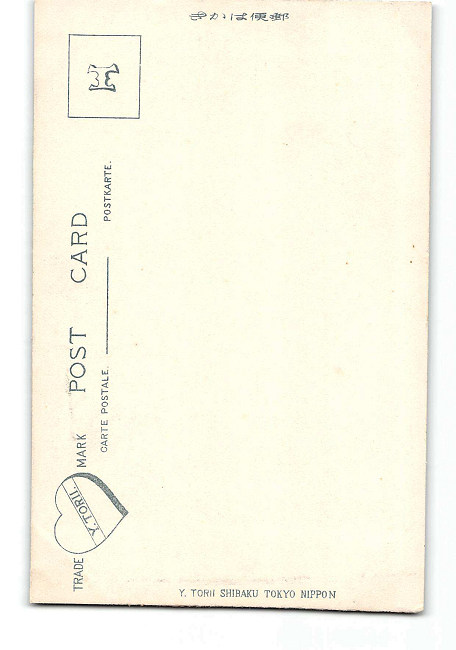 きかは便郵
POST CARD
CARTE POSTALE. POSTKARTE.
TRADE MARK
Y. TORII.
Y. TORII SHIBAKU TOKYO NIPPON